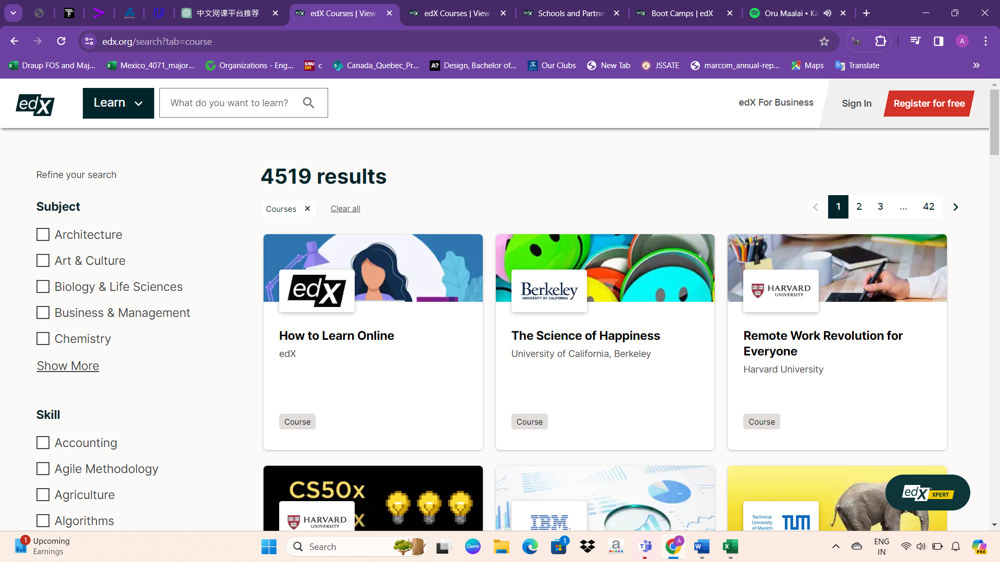 中文网课平台推荐
edX Courses | View
edX Courses | View
Schools and Partne
Boot Camps | edX
Oru Maalai • Ka
edx.org/search?tab=course
A
Draup FOS and Maj...
Mexico_4071_major...
Organizations - Eng...
CSU DH
c
Canada_Quebec_Pr...
A?
Design, Bachelor of...
Our Clubs
New Tab
JSSATE
marcom_annual-rep...
Maps
Translate
edX
Learn
What do you want to learn?
edX For Business
Sign In
Register for free
Refine your search
4519 results
Courses
Clear all
1
2
3
...
42
Subject
Architecture
Art & Culture
Biology & Life Sciences
Business & Management
Chemistry
Show More
Skill
Accounting
Agile Methodology
Agriculture
Algorithms
edX
How to Learn Online
edX
Course
Berkeley
UNIVERSITY OF CALIFORNIA
The Science of Happiness
University of California, Berkeley
Course
HARVARD
UNIVERSITY
Remote Work Revolution for
Everyone
Harvard University
Course
CS50x
X
HARVARD
UNIVERSITY
IBM
Technical
University
of Munich
TUM
edX XPERT
1
Upcoming
Earnings
Search
Canva
1
a
A
ENG
IN
PRE